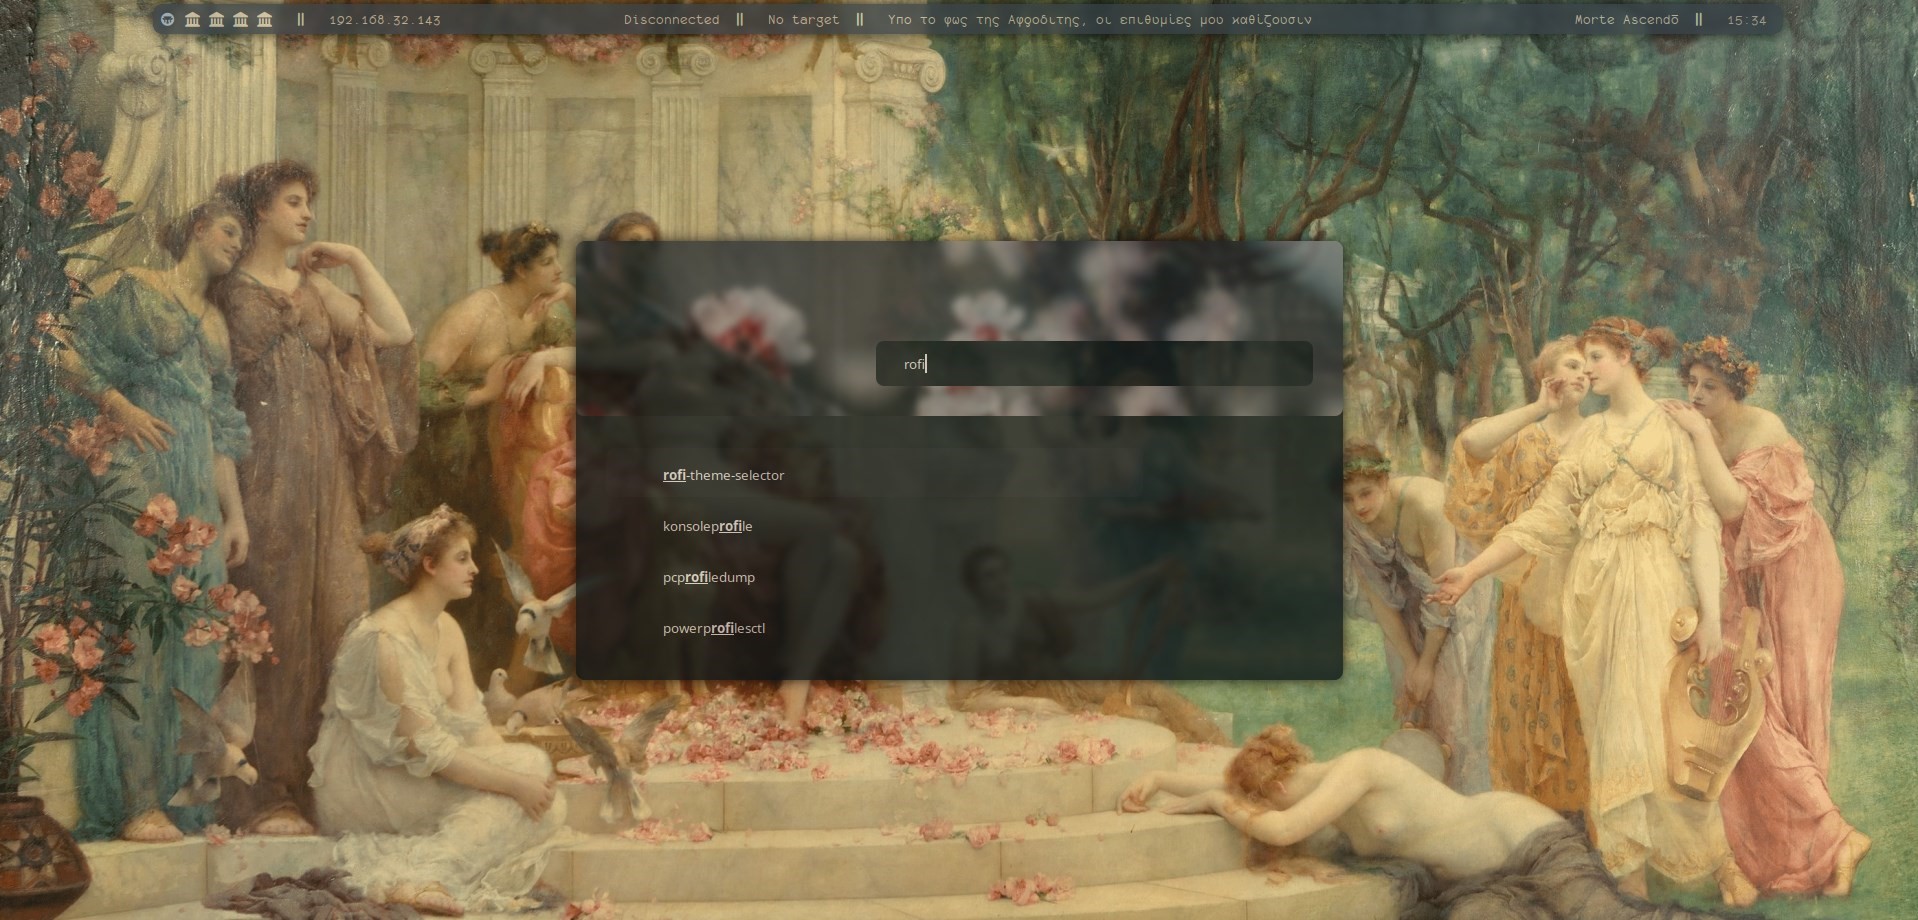 192.168.32.143 || Disconnected || No target || Υπο το φως της Αφροδιτης, οι επιθυμίες μου καθίζουσιν Morte Ascendō || 15:34
rofi
rofi-theme-selector
konsoleprofile
pcprofiledump
powerprofilesctl